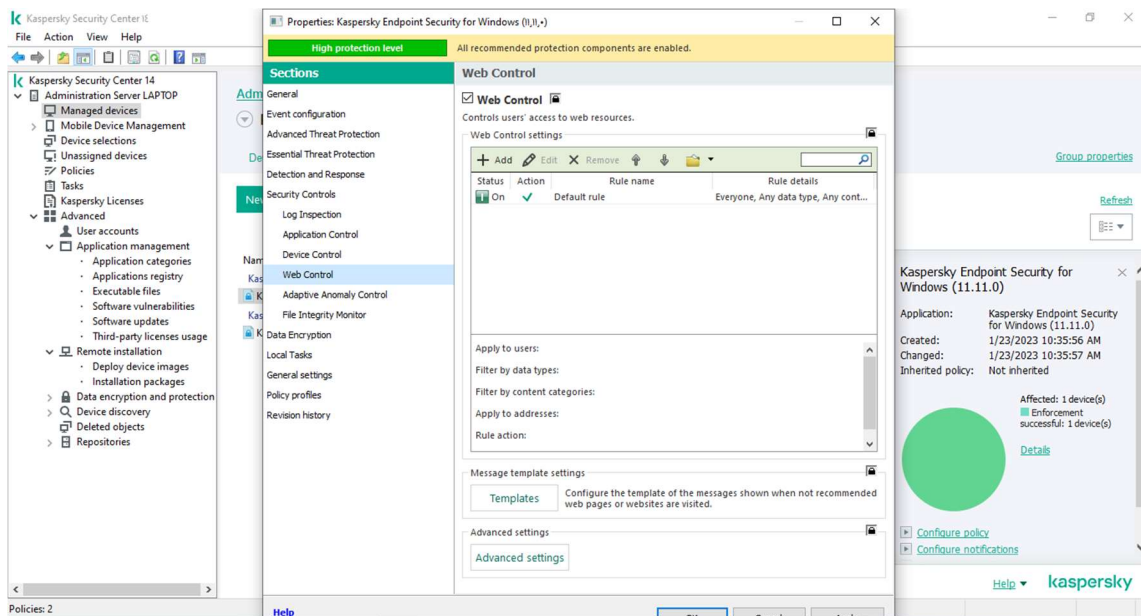 Kaspersky Security Center
File Action View Help
Kaspersky Security Center 14
Administration Server LAPTOP
Managed devices
Mobile Device Management
Device selections
Unassigned devices
Policies
Tasks
Kaspersky Licenses
Advanced
User accounts
Application management
Application categories
Applications registry
Executable files
Software vulnerabilities
Software updates
Third-party licenses usage
Remote installation
Deploy device images
Installation packages
Data encryption and protection
Device discovery
Deleted objects
Repositories
Policies: 2
Properties: Kaspersky Endpoint Security for Windows
High protection level All recommended protection components are enabled.
Sections
General
Event configuration
Advanced Threat Protection
Essential Threat Protection
Detection and Response
Security Controls
Log Inspection
Application Control
Device Control
Web Control
Adaptive Anomaly Control
File Integrity Monitor
Data Encryption
Local Tasks
General settings
Policy profiles
Revision history
Help
Web Control
Web Control
Controls users' access to web resources.
Web Control settings
Add Edit Remove
Status Action Rule name Rule details
On Default rule Everyone, Any data type, Any cont...
Apply to users:
Filter by data types:
Filter by content categories:
Apply to addresses:
Rule action:
Message template settings
Templates Configure the template of the messages shown when not recommended
web pages or websites are visited.
Advanced settings
Advanced settings
Group properties
Refresh
Kaspersky Endpoint Security for
Windows (11.11.0)
Application: Kaspersky Endpoint Security
for Windows (11.11.0)
Created: 1/23/2023 10:35:56 AM
Changed: 1/23/2023 10:35:57 AM
Inherited policy: Not inherited
Affected: 1 device(s)
Enforcement
successful: 1 device(s)
Details
Configure policy
Configure notifications
Help kaspersky